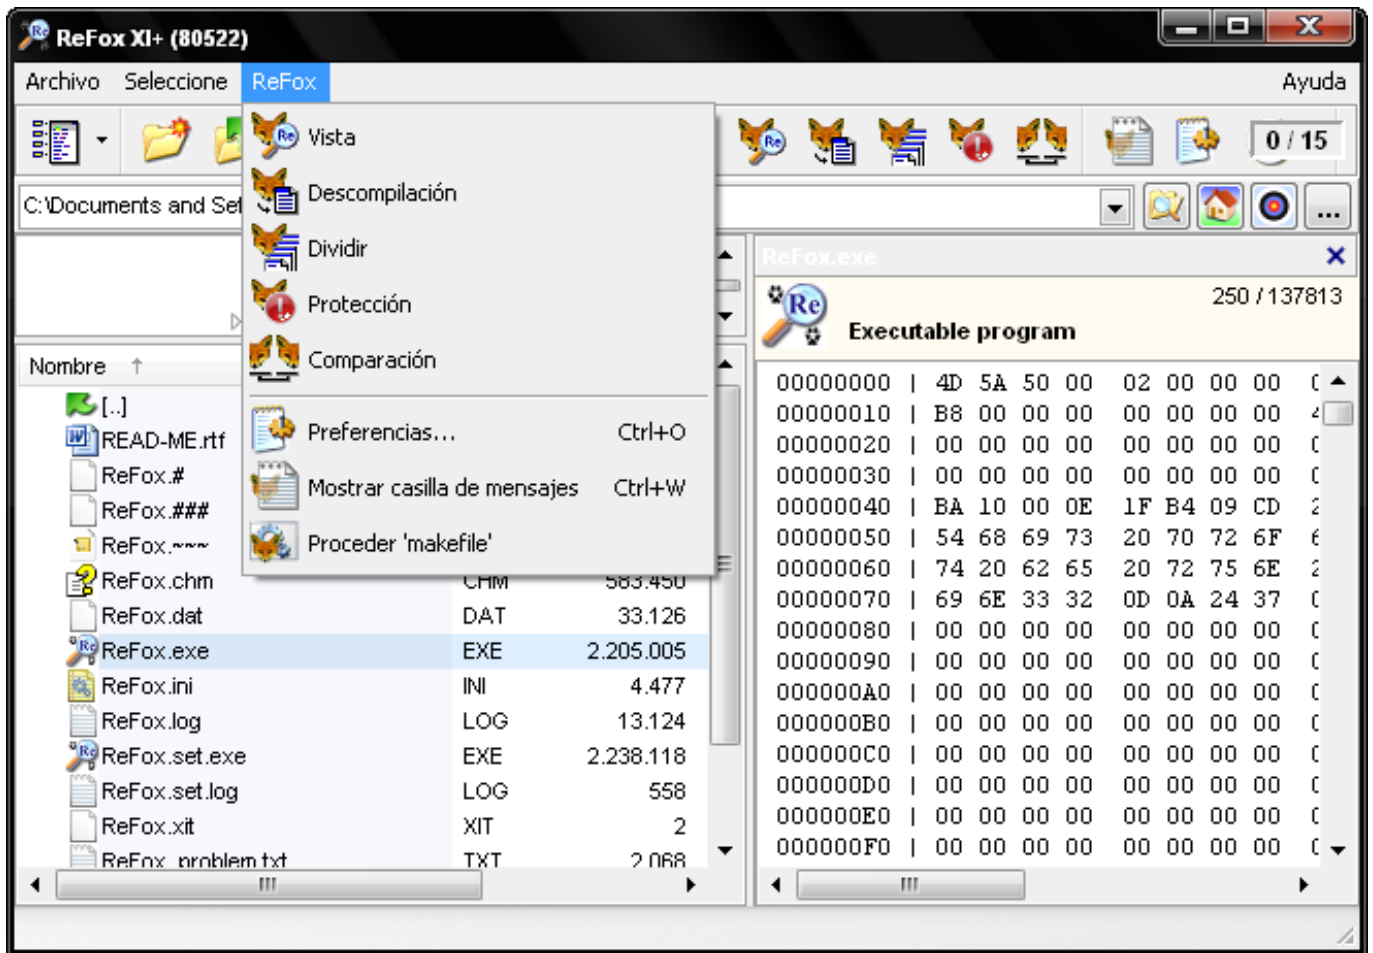 ReFox XI+ (80522)
Archivo Seleccione ReFox Ayuda
0 / 15
C:\Documents and Set
Vista
Descompilación
Dividir
Protección
Comparación
Preferencias... Ctrl+O
Mostrar casilla de mensajes Ctrl+W
Proceder 'makefile'
Nombre
[..]
READ-ME.rtf
ReFox.#
ReFox.###
ReFox.~~~
ReFox.chm CHM 583.450
ReFox.dat DAT 33.126
ReFox.exe EXE 2.205.005
ReFox.ini INI 4.477
ReFox.log LOG 13.124
ReFox.set.exe EXE 2.238.118
ReFox.set.log LOG 558
ReFox.xit XIT 2
ReFox_problem.txt TXT 2.068
ReFox.exe
250 / 137813
Re
Executable program
00000000 | 4D 5A 50 00 02 00 00 00
00000010 | B8 00 00 00 00 00 00 00
00000020 | 00 00 00 00 00 00 00 00
00000030 | 00 00 00 00 00 00 00 00
00000040 | BA 10 00 0E 1F B4 09 CD
00000050 | 54 68 69 73 20 70 72 6F
00000060 | 74 20 62 65 20 72 75 6E
00000070 | 69 6E 33 32 0D 0A 24 37
00000080 | 00 00 00 00 00 00 00 00
00000090 | 00 00 00 00 00 00 00 00
000000A0 | 00 00 00 00 00 00 00 00
000000B0 | 00 00 00 00 00 00 00 00
000000C0 | 00 00 00 00 00 00 00 00
000000D0 | 00 00 00 00 00 00 00 00
000000E0 | 00 00 00 00 00 00 00 00
000000F0 | 00 00 00 00 00 00 00 00